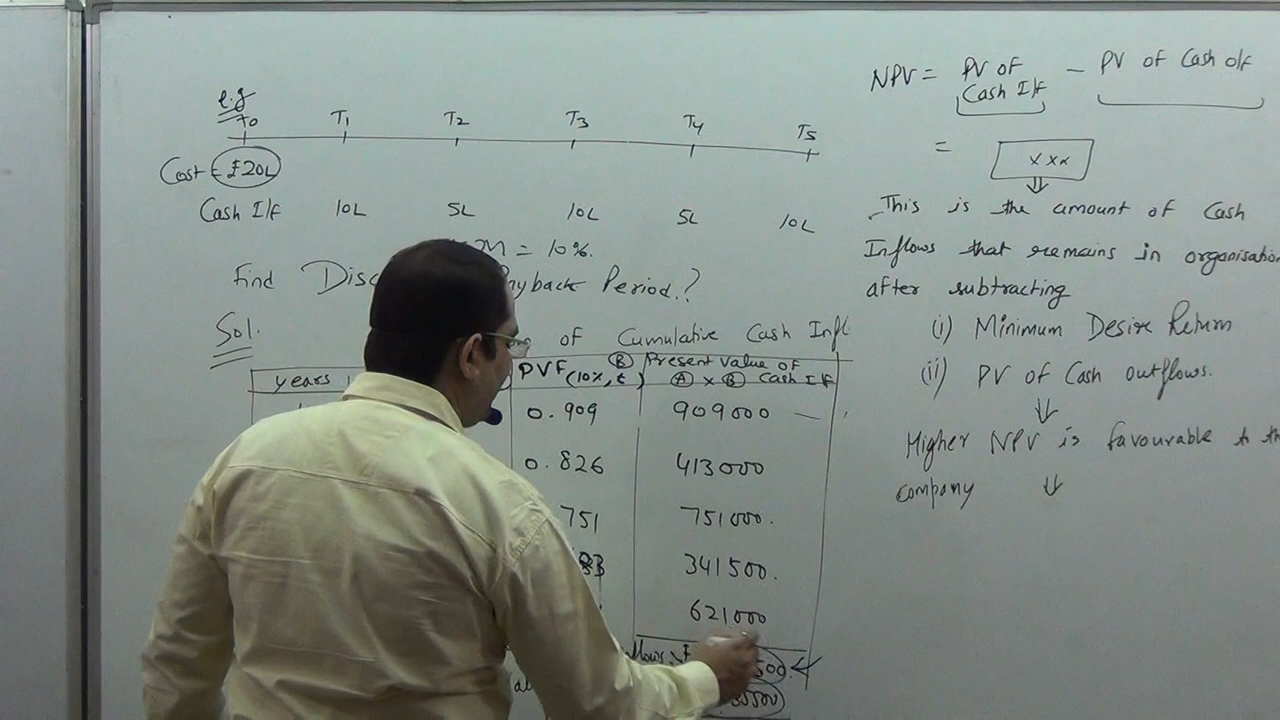 e.g
T0 T1 T2 T3 T4 T5
Cost = £20L
Cash I/f 10L 5L 10L 5L 10L
= 10%.
Find Period.?
Sol. of Cumulative Cash Infl
years PVF(10%, t) Ⓑ Present value of
Ⓐ × Ⓑ Cash I/f
0.909 909000
0.826 413000
751 751000.
83 341500.
621000
500
NPV = PV of Cash I/f - PV of Cash o/f
= xxx
This is the amount of Cash
Inflows that remains in organisation
after subtracting
(i) Minimum Desire Return
(ii) PV of Cash outflows.
Higher NPV is favourable to th
company